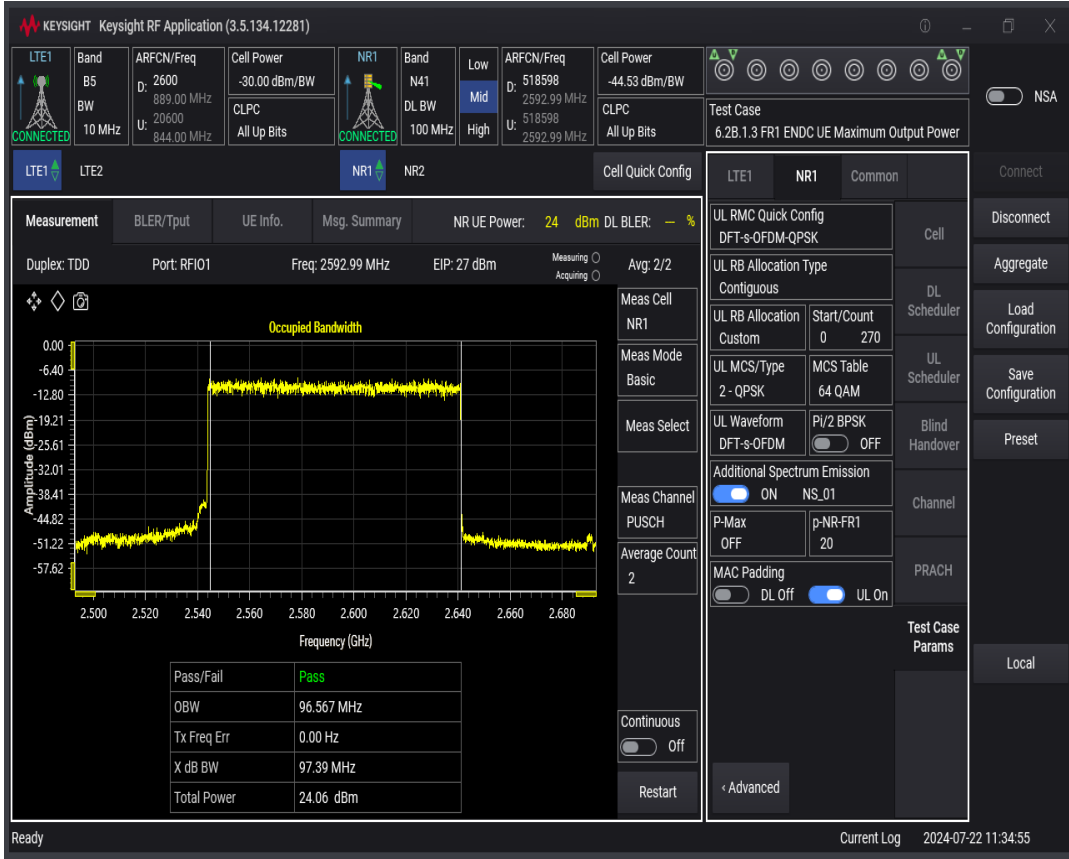 KEYSIGHT Keysight RF Application (3.5.134.12281)
LTE1
CONNECTED
Band
B5
BW
10 MHz
ARFCN/Freq
D: 2600
889.00 MHz
U: 20600
844.00 MHz
Cell Power
-30.00 dBm/BW
CLPC
All Up Bits
NR1
CONNECTED
Band
N41
DL BW
100 MHz
Low
Mid
High
ARFCN/Freq
D: 518598
2592.99 MHz
U: 518598
2592.99 MHz
Cell Power
-44.53 dBm/BW
CLPC
All Up Bits
Test Case
6.2B.1.3 FR1 ENDC UE Maximum Output Power
NSA
LTE1 LTE2 NR1 NR2 Cell Quick Config
Measurement BLER/Tput UE Info. Msg. Summary NR UE Power: 24 dBm DL BLER: -- %
Duplex: TDD Port: RFIO1 Freq: 2592.99 MHz EIP: 27 dBm Measuring Acquiring Avg: 2/2
Occupied Bandwidth
0.00
-6.40
-12.80
-19.21
-25.61
-32.01
-38.41
-44.82
-51.22
-57.62
Amplitude (dBm)
2.500 2.520 2.540 2.560 2.580 2.600 2.620 2.640 2.660 2.680
Frequency (GHz)
Pass/Fail Pass
OBW 96.567 MHz
Tx Freq Err 0.00 Hz
X dB BW 97.39 MHz
Total Power 24.06 dBm
Meas Cell
NR1
Meas Mode
Basic
Meas Select
Meas Channel
PUSCH
Average Count
2
Continuous
Off
Restart
LTE1 NR1 Common
UL RMC Quick Config
DFT-s-OFDM-QPSK
UL RB Allocation Type
Contiguous
UL RB Allocation
Custom
Start/Count
0 270
UL MCS/Type
2 - QPSK
MCS Table
64 QAM
UL Waveform
DFT-s-OFDM
Pi/2 BPSK
OFF
Additional Spectrum Emission
ON NS_01
P-Max
OFF
p-NR-FR1
20
MAC Padding
DL Off UL On
‹ Advanced
Cell
DL
Scheduler
UL
Scheduler
Blind
Handover
Channel
PRACH
Test Case
Params
Connect
Disconnect
Aggregate
Load
Configuration
Save
Configuration
Preset
Local
Ready Current Log 2024-07-22 11:34:55